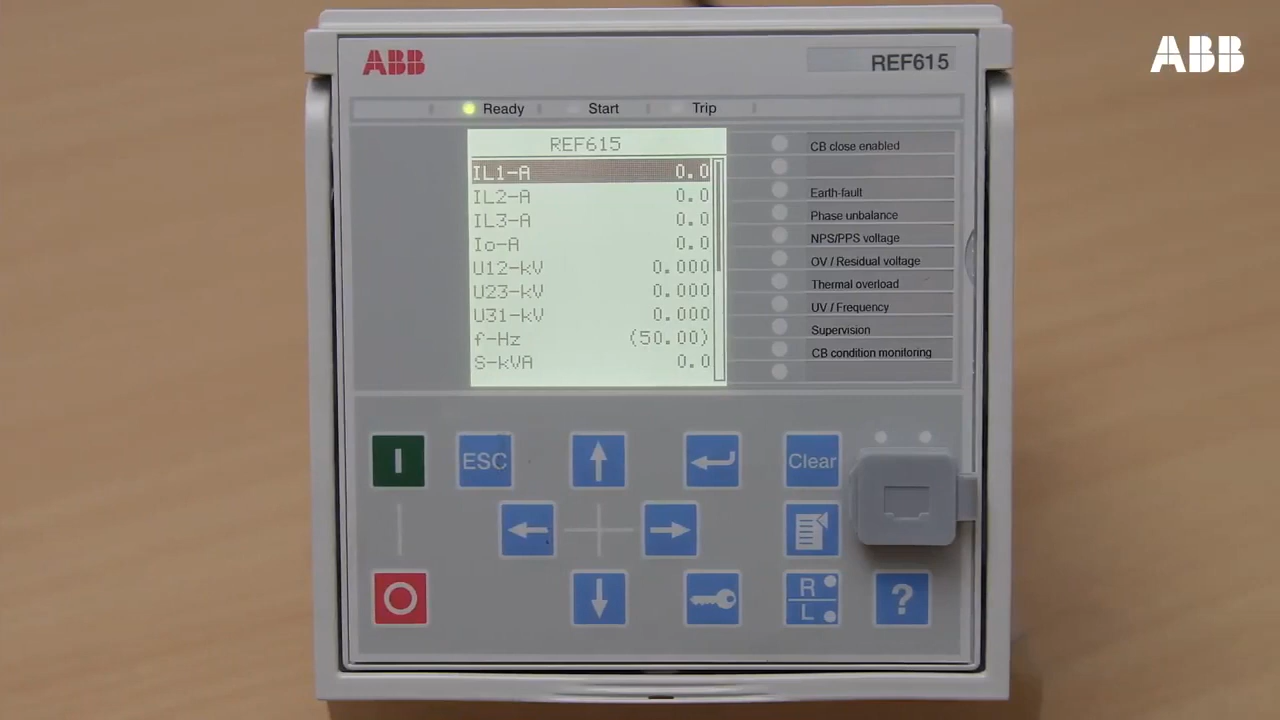 ABB
ABB
REF615
Ready
Start
Trip
REF615
IL1-A 0.0
IL2-A 0.0
IL3-A 0.0
Io-A 0.0
U12-kV 0.000
U23-kV 0.000
U31-kV 0.000
f-Hz (50.00)
S-kVA 0.0
CB close enabled
Earth-fault
Phase unbalance
NPS/PPS voltage
OV / Residual voltage
Thermal overload
UV / Frequency
Supervision
CB condition monitoring
I
ESC
Clear
O
R
L
?